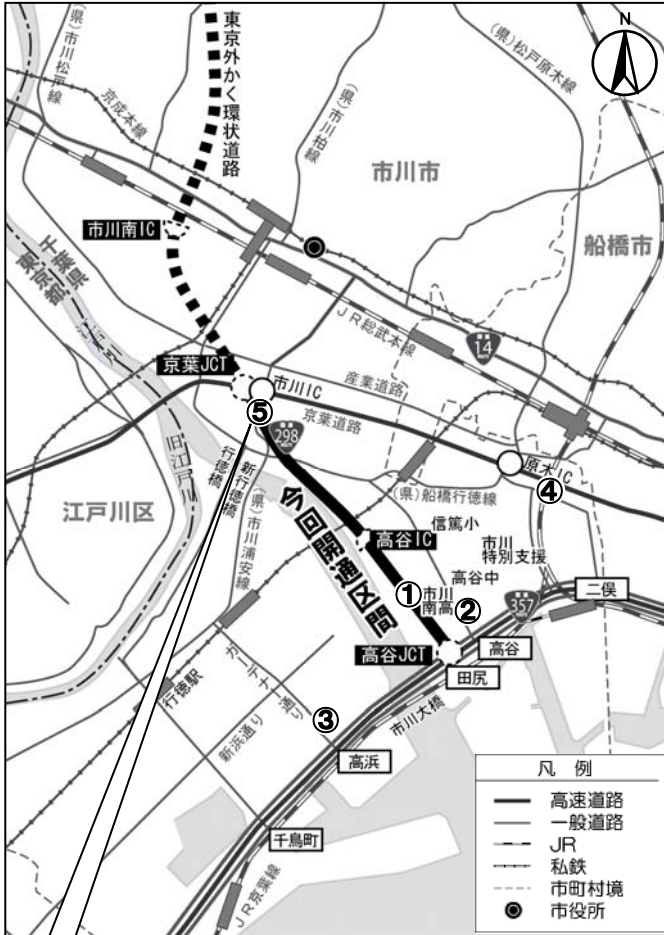 N
東京外かく環状道路
(県)市川松戸線
京成本線
(県)市川柏線
(県)松戸原木線
市川市
船橋市
市川南IC
千葉県
東京都
江戸川
JR総武本線
14
京葉JCT
市川IC
産業道路
⑤
298
京葉道路
原木IC
④
旧江戸川
行徳橋
新行徳橋
(県)市川浦安線
(県)船橋行徳線
江戸川区
今回開通区間
高谷IC
信篤小
市川
特別支援
高谷中
①
市川
南高
②
357
二俣
高谷JCT
高谷
田尻
行徳駅
カーテナ通り
新浜通り
③
市川大橋
高浜
千鳥町
JR京葉線
凡 例
高速道路
一般道路
JR
私鉄
市町村境
市役所